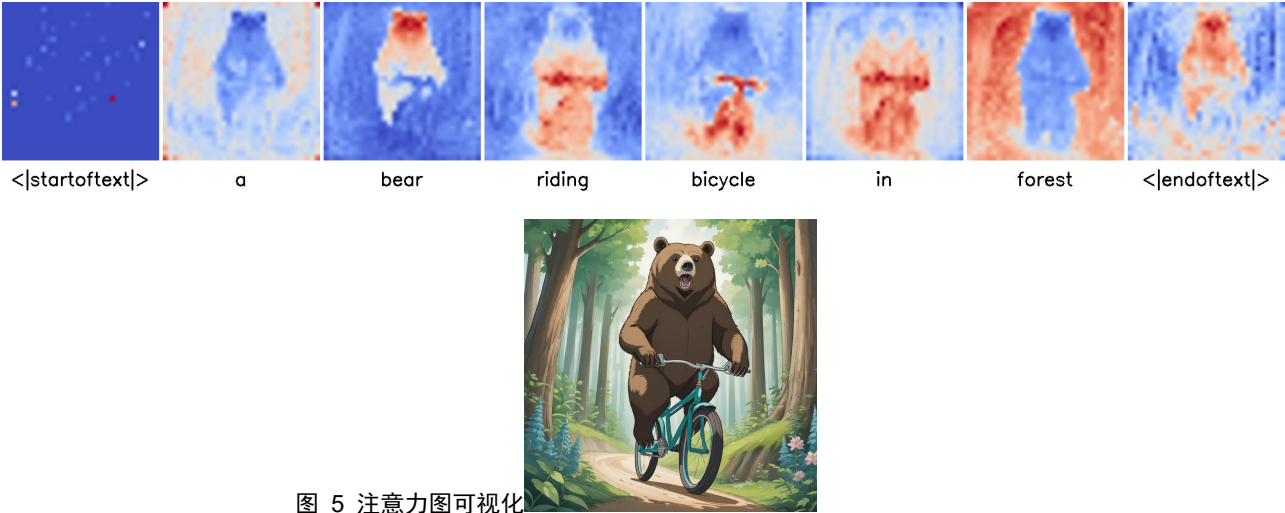 <|startoftext|> a bear riding bicycle in forest <|endoftext|>
图 5 注意力图可视化